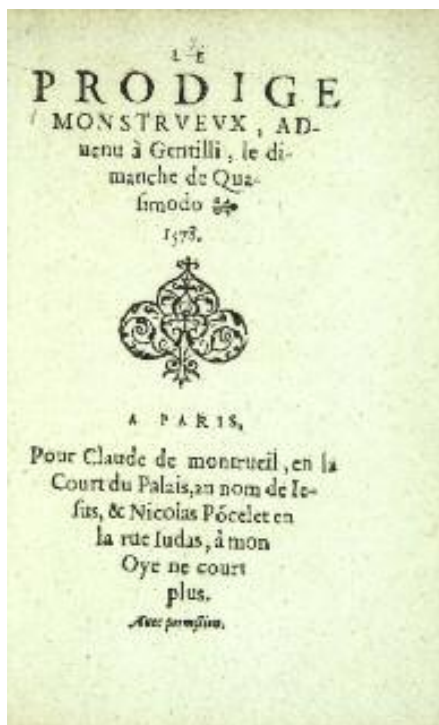 LE
PRODIGE
MONSTRVEVX, AD-
uenu à Gentilli, le di-
manche de Qua-
simodo
1578.
A PARIS,
Pour Claude de montrueil, en la
Court du Palais, au nom de Ie-
sus, & Nicolas Pôcelet en
la rue Iudas, à mon
Oye ne court
plus.
Auec permission.